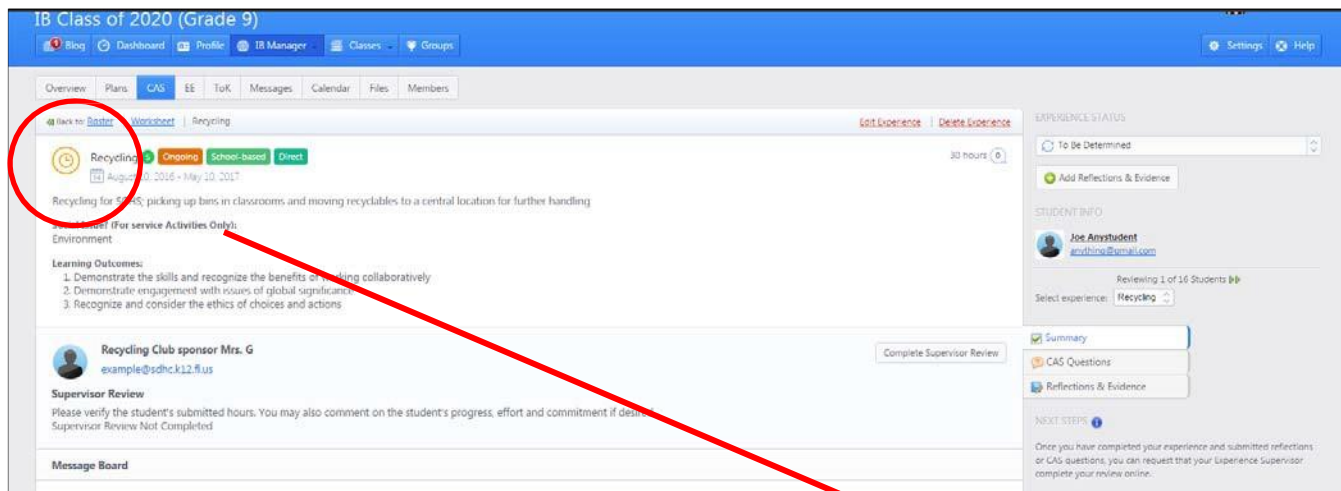 IB Class of 2020 (Grade 9)
Blog Dashboard Profile IB Manager Classes Groups Settings Help
Overview Plans CAS EE ToK Messages Calendar Files Members
Back to: Roster Worksheet | Recycling Edit Experience | Delete Experience
Recycling S Ongoing School-based Direct 30 hours 0
August 10, 2016 - May 10, 2017
Recycling for picking up bins in classrooms and moving recyclables to a central location for further handling
(For service Activities Only):
Environment
Learning Outcomes:
1. Demonstrate the skills and recognize the benefits of working collaboratively
2. Demonstrate engagement with issues of global significance
3. Recognize and consider the ethics of choices and actions
Recycling Club sponsor Mrs. G
example@sdhc.k12.fl.us
Complete Supervisor Review
Supervisor Review
Please verify the student's submitted hours. You may also comment on the student's progress, effort and commitment if desired
Supervisor Review Not Completed
Message Board
EXPERIENCE STATUS
To Be Determined
Add Reflections & Evidence
STUDENT INFO
Joe Anystudent
anything@gmail.com
Reviewing 1 of 16 Students
Select experience: Recycling
Summary
CAS Questions
Reflections & Evidence
NEXT STEPS
Once you have completed your experience and submitted reflections
or CAS questions, you can request that your Experience Supervisor
complete your review online.